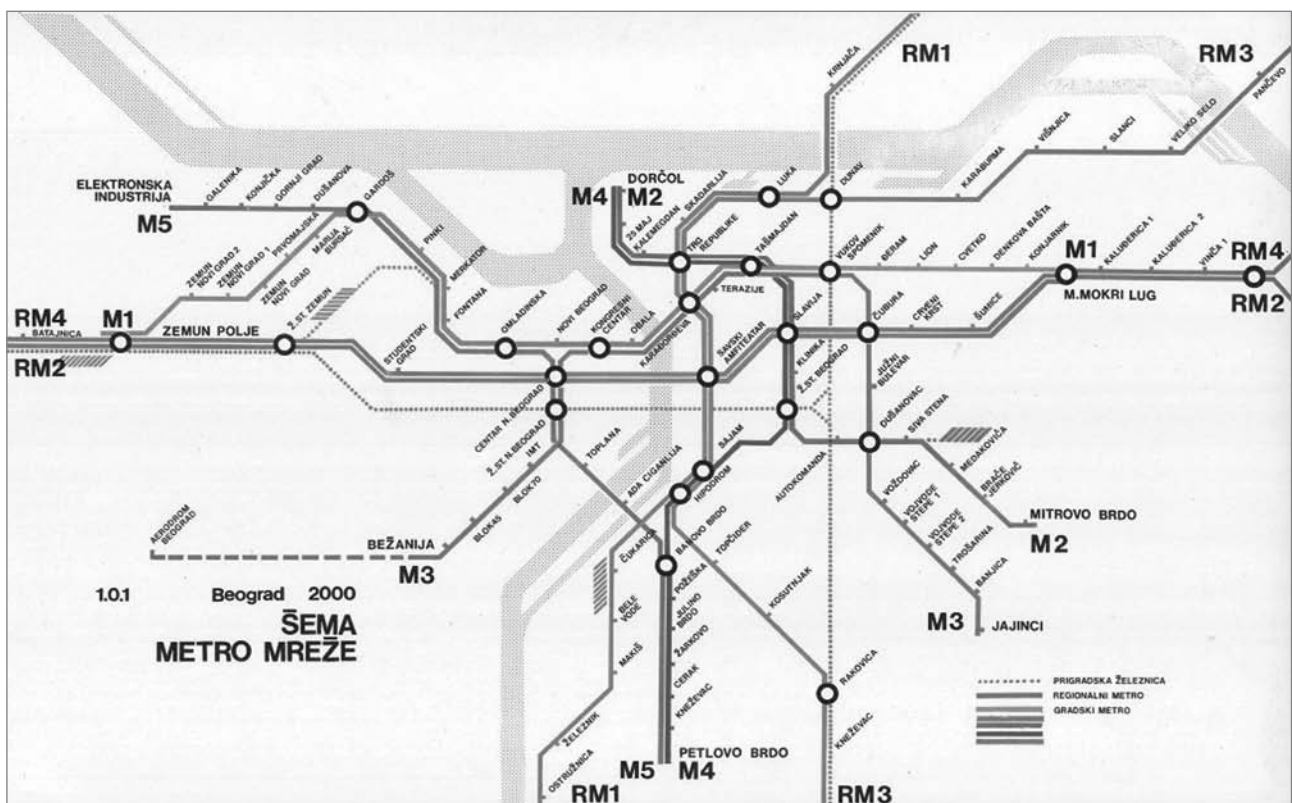 RM1
RM3
KRNJAČA
PANČEVO
VELIKO SELO
SLANCI
VIŠNJICA
KARABURMA
DUNAV
LUKA
SKADARLIJA
DORČOL
M4
M2
29 MAJ
KALEMEGDAN
TRG
REPUBLIKE
TAŠMAJDAN
VUKOV
SPOMENIK
ĐERAM
LION
CVETKO
DENKOVA BAŠTA
KONJARNIK
M1
M.MOKRI LUG
KALUĐERICA 1
KALUĐERICA 2
VINČA 1
RM4
RM2
ELEKTRONSKA
INDUSTRIJA
M5
GALENIKA
KONJIČKA
GORNJI GRAD
DUŠANOVA
GARDOŠ
PRVOMAJSKA
MARIJA
BURSAĆ
ZEMUN
NOVI GRAD 2
ZEMUN
NOVI GRAD 1
ZEMUN
NOVI GRAD
PINKI
MERKATOR
FONTANA
OMLADINSKA
NOVI BEOGRAD
KONGRESNI
CENTAR
OBALA
KARAĐORĐEVA
TERAZIJE
RM4
BATAJNICA
RM2
M1
ZEMUN POLJE
Ž.ST. ZEMUN
STUDENTSKI
GRAD
SAVSKI
AMFITEATAR
SLAVIJA
KLINIKA
Ž.ST. BEOGRAD
ČUBURA
CRVENI
KRST
ŠUMICE
JUŽNI
BULEVAR
DUŠANOVAC
SIVA STENA
MEDAKOVIĆA
BRAĆE
JERKOVIĆ
MITROVO BRDO
M2
AUTOKOMANDA
VOŽDOVAC
VOJVODE
STEPE 1
VOJVODE
STEPE 2
TROŠARINA
BANJICA
M3
JAJINCI
CENTAR N.BEOGRAD
Ž.ST.N.BEOGRAD
IMT
BLOK70
BLOK45
TOPLANA
BEŽANIJA
M3
AERODROM
BEOGRAD
ADA CIGANLIJA
SAJAM
HIPODROM
ČUKARICA
BANOVO BRDO
TOPČIDER
KOSUTNJAK
BELE
VODE
MAKIŠ
POŽEŠKA
JULINO
BRDO
ŽARKOVO
CERAK
KNEŽEVAC
ŽELEZNIK
OSTRUŽNICA
RM1
M5
M4
PETLOVO BRDO
RAKOVICA
KNEŽEVAC
RM3
1.0.1
Beograd 2000
ŠEMA
METRO MREŽE
PRIGRADSKA ŽELEZNICA
REGIONALNI METRO
GRADSKI METRO